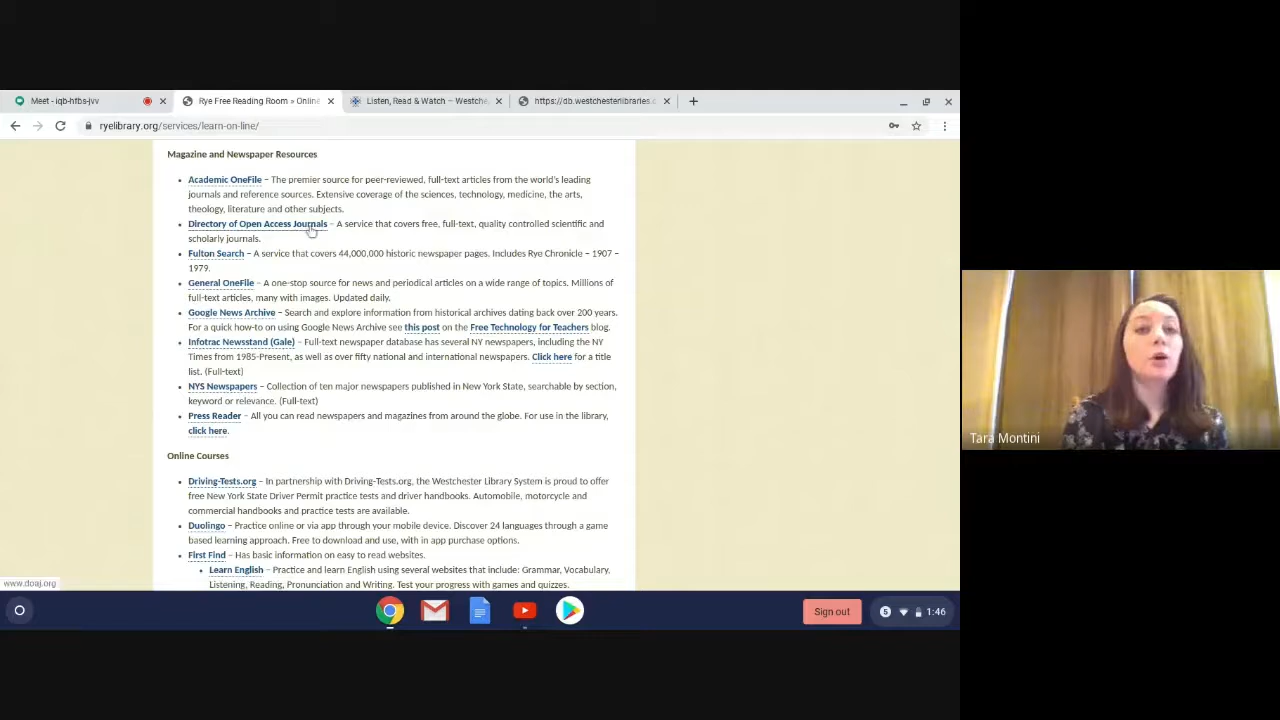 Meet - iqb-hfbs-jvv
Rye Free Reading Room » Online
Listen, Read & Watch – Westche
https://db.westchesterlibraries.c
ryelibrary.org/services/learn-on-line/
Magazine and Newspaper Resources
Academic OneFile – The premier source for peer-reviewed, full-text articles from the world's leading
journals and reference sources. Extensive coverage of the sciences, technology, medicine, the arts,
theology, literature and other subjects.
Directory of Open Access Journals – A service that covers free, full-text, quality controlled scientific and
scholarly journals.
Fulton Search – A service that covers 44,000,000 historic newspaper pages. Includes Rye Chronicle – 1907 –
1979.
General OneFile – A one-stop source for news and periodical articles on a wide range of topics. Millions of
full-text articles, many with images. Updated daily.
Google News Archive – Search and explore information from historical archives dating back over 200 years.
For a quick how-to on using Google News Archive see this post on the Free Technology for Teachers blog.
Infotrac Newsstand (Gale) – Full-text newspaper database has several NY newspapers, including the NY
Times from 1985-Present, as well as over fifty national and international newspapers. Click here for a title
list. (Full-text)
NYS Newspapers – Collection of ten major newspapers published in New York State, searchable by section,
keyword or relevance. (Full-text)
Press Reader – All you can read newspapers and magazines from around the globe. For use in the library,
click here.
Online Courses
Driving-Tests.org – In partnership with Driving-Tests.org, the Westchester Library System is proud to offer
free New York State Driver Permit practice tests and driver handbooks. Automobile, motorcycle and
commercial handbooks and practice tests are available.
Duolingo – Practice online or via app through your mobile device. Discover 24 languages through a game
based learning approach. Free to download and use, with in app purchase options.
First Find – Has basic information on easy to read websites.
Learn English – Practice and learn English using several websites that include: Grammar, Vocabulary,
Listening, Reading, Pronunciation and Writing. Test your progress with games and quizzes.
www.doaj.org
Sign out
5
1:46
Tara Montini